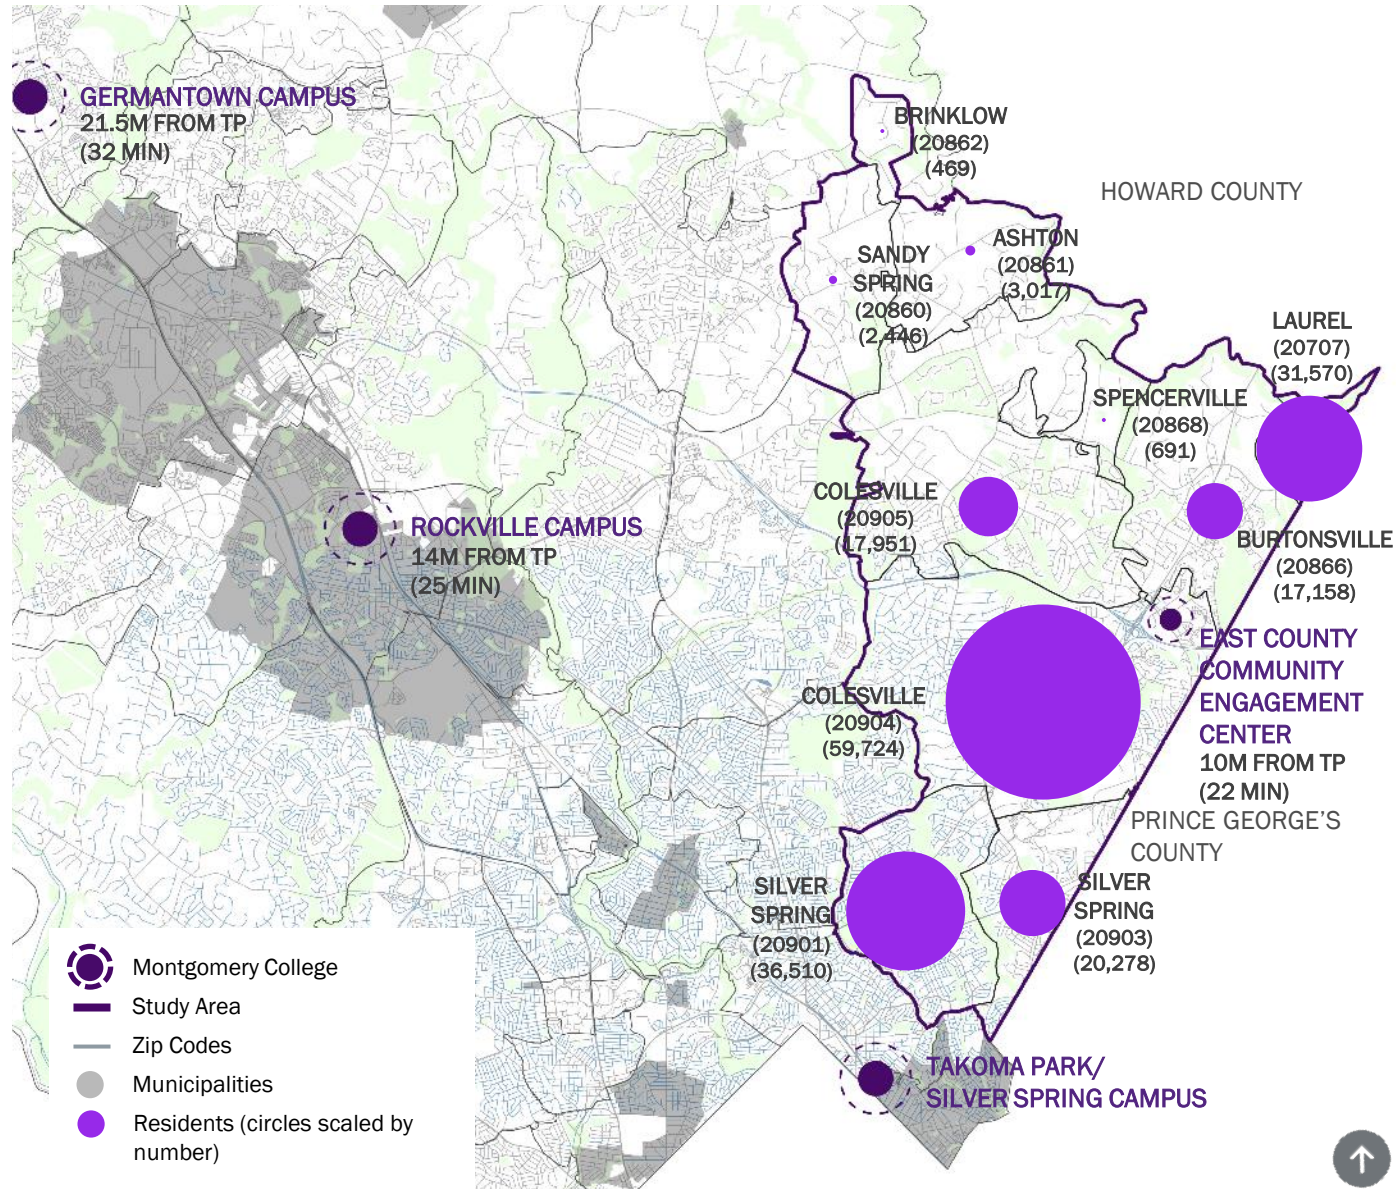 GERMANTOWN CAMPUS
21.5M FROM TP
(32 MIN)
BRINKLOW
(20862)
(469)
HOWARD COUNTY
ASHTON
(20861)
(3,017)
SANDY
SPRING
(20860)
(2,446)
LAUREL
(20707)
(31,570)
SPENCERVILLE
(20868)
(691)
COLESVILLE
(20905)
(17,951)
ROCKVILLE CAMPUS
14M FROM TP
(25 MIN)
BURTONSVILLE
(20866)
(17,158)
EAST COUNTY
COMMUNITY
ENGAGEMENT
CENTER
10M FROM TP
(22 MIN)
COLESVILLE
(20904)
(59,724)
PRINCE GEORGE'S
COUNTY
SILVER
SPRING
(20901)
(36,510)
SILVER
SPRING
(20903)
(20,278)
TAKOMA PARK/
SILVER SPRING CAMPUS
Montgomery College
Study Area
Zip Codes
Municipalities
Residents (circles scaled by
number)